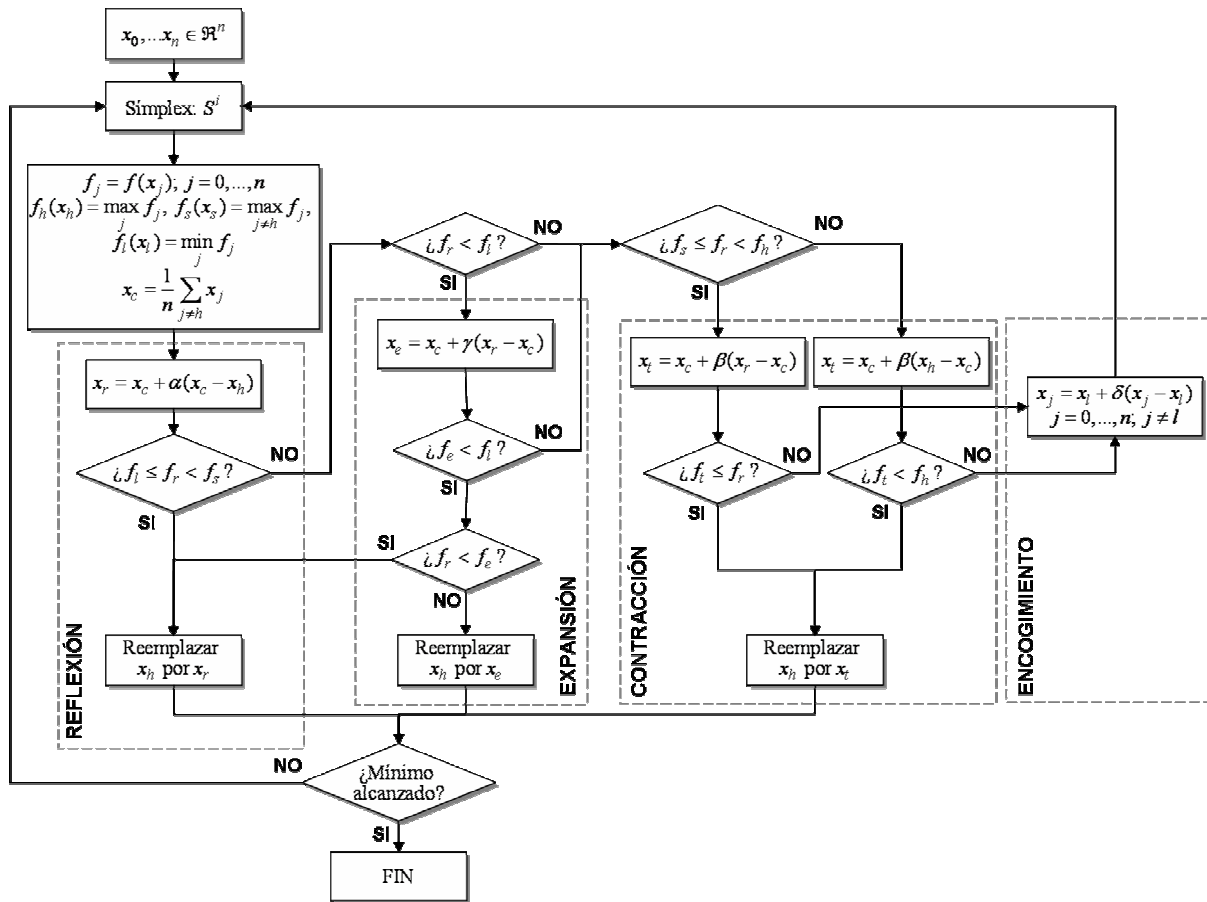 x₀,...xₙ ∈ ℜⁿ
Simplex: Sⁱ
f_j = f(x_j); j = 0,...,n
f_h(x_h) = max_j f_j, f_s(x_s) = max_{j≠h} f_j,
f_l(x_l) = min_j f_j
x_c = 1/n ∑_{j≠h} x_j
x_r = x_c + α(x_c − x_h)
¿f_l ≤ f_r < f_s?
NO
SI
Reemplazar
x_h por x_r
REFLEXIÓN
¿f_r < f_l?
NO
SI
x_e = x_c + γ(x_r − x_c)
¿f_e < f_l?
NO
SI
¿f_r < f_e?
SI
NO
Reemplazar
x_h por x_e
EXPANSIÓN
¿f_s ≤ f_r < f_h?
NO
SI
x_t = x_c + β(x_r − x_c)
x_t = x_c + β(x_h − x_c)
¿f_t ≤ f_r?
NO
SI
¿f_t < f_h?
NO
SI
Reemplazar
x_h por x_t
CONTRACCIÓN
x_j = x_l + δ(x_j − x_l)
j = 0,...,n; j ≠ l
ENCOGIMIENTO
¿Mínimo
alcanzado?
NO
SI
FIN